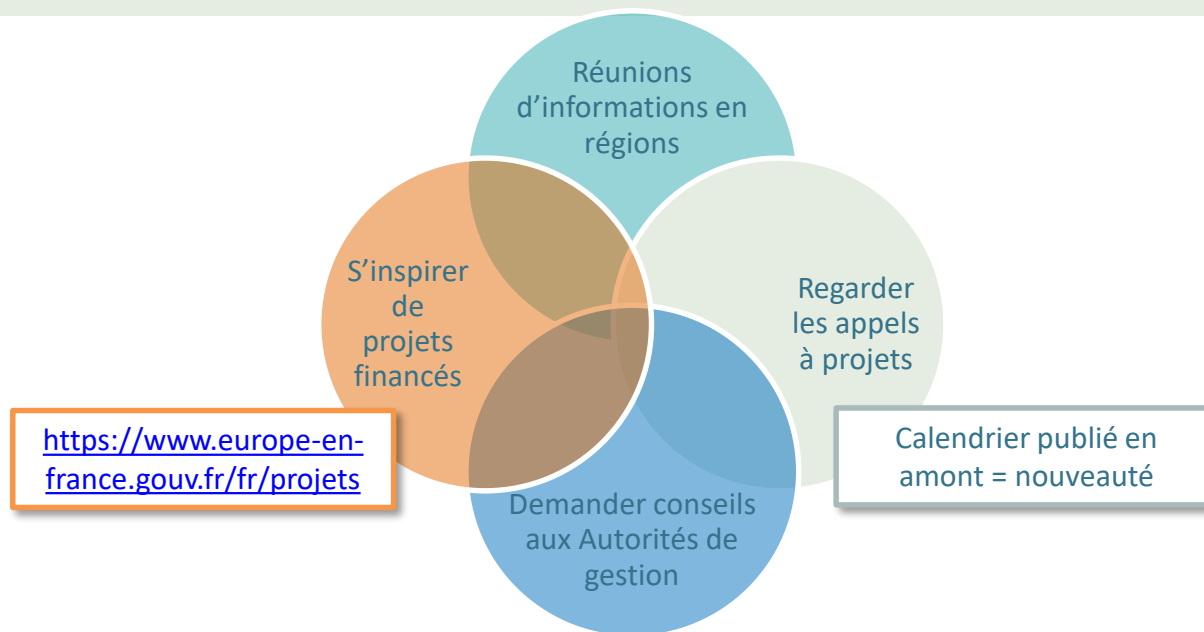 Réunions
d’informations en
régions
S’inspirer
de
projets
financés
Regarder
les appels
à projets
https://www.europe-en-
france.gouv.fr/fr/projets
Calendrier publié en
amont = nouveauté
Demander conseils
aux Autorités de
gestion